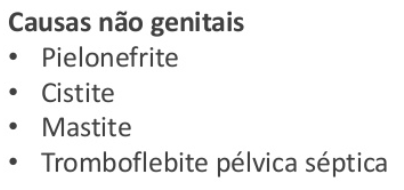 Causas não genitais
• Pielonefrite
• Cistite
• Mastite
• Tromboflebite pélvica séptica